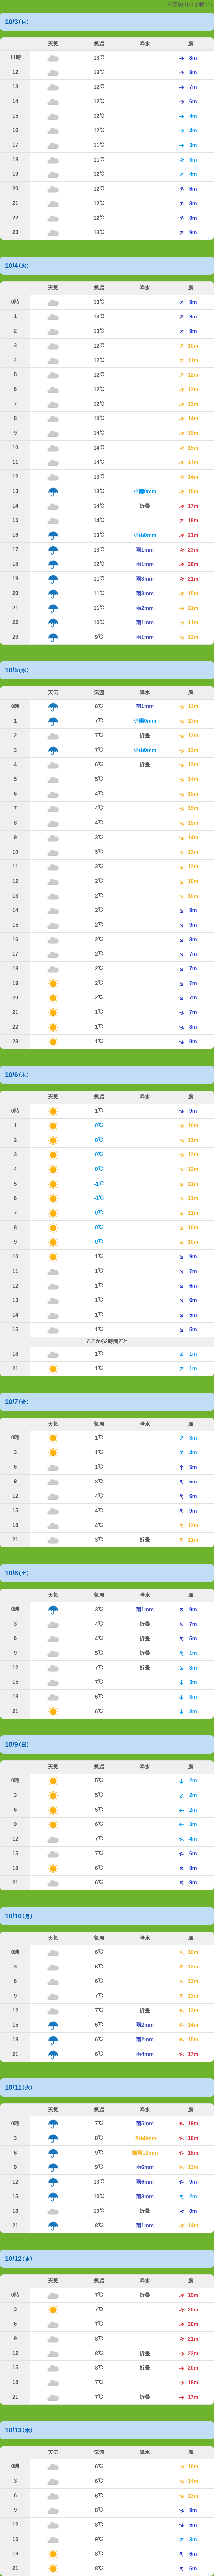 ※乗鞍山の予報です
10/3(月)
天気 気温 降水 風
11時 13℃ 8m
12 13℃ 8m
13 12℃ 7m
14 12℃ 6m
15 12℃ 4m
16 12℃ 4m
17 11℃ 3m
18 11℃ 3m
19 12℃ 4m
20 12℃ 6m
21 12℃ 8m
22 12℃ 8m
23 12℃ 9m
10/4(火)
天気 気温 降水 風
0時 13℃ 9m
1 13℃ 9m
2 13℃ 9m
3 12℃ 10m
4 12℃ 11m
5 12℃ 12m
6 12℃ 13m
7 12℃ 13m
8 13℃ 14m
9 14℃ 15m
10 14℃ 15m
11 14℃ 14m
12 13℃ 14m
13 13℃ 小雨0mm 15m
14 14℃ 折畳 17m
15 14℃ 18m
16 13℃ 小雨0mm 21m
17 13℃ 雨1mm 23m
18 12℃ 雨1mm 26m
19 11℃ 雨3mm 21m
20 11℃ 雨3mm 15m
21 11℃ 雨2mm 11m
22 10℃ 雨1mm 11m
23 9℃ 雨1mm 12m
10/5(水)
天気 気温 降水 風
0時 8℃ 雨1mm 13m
1 7℃ 小雨0mm 13m
2 7℃ 折畳 13m
3 7℃ 小雨0mm 13m
4 6℃ 折畳 13m
5 5℃ 14m
6 4℃ 15m
7 4℃ 15m
8 4℃ 15m
9 3℃ 14m
10 3℃ 13m
11 3℃ 12m
12 2℃ 10m
13 2℃ 10m
14 2℃ 9m
15 2℃ 9m
16 2℃ 8m
17 2℃ 7m
18 2℃ 7m
19 2℃ 7m
20 2℃ 7m
21 1℃ 7m
22 1℃ 8m
23 1℃ 8m
10/6(木)
天気 気温 降水 風
0時 1℃ 9m
1 0℃ 10m
2 0℃ 11m
3 0℃ 12m
4 0℃ 12m
5 -1℃ 11m
6 -1℃ 11m
7 0℃ 11m
8 0℃ 10m
9 0℃ 10m
10 1℃ 9m
11 1℃ 7m
12 1℃ 6m
13 1℃ 6m
14 1℃ 5m
15 1℃ 5m
ここから3時間ごと
18 1℃ 1m
21 1℃ 1m
10/7(金)
天気 気温 降水 風
0時 1℃ 3m
3 1℃ 4m
6 1℃ 5m
9 3℃ 5m
12 4℃ 6m
15 4℃ 9m
18 4℃ 12m
21 3℃ 折畳 11m
10/8(土)
天気 気温 降水 風
0時 3℃ 雨1mm 9m
3 4℃ 折畳 7m
6 4℃ 折畳 5m
9 5℃ 折畳 1m
12 7℃ 折畳 3m
15 7℃ 3m
18 6℃ 3m
21 6℃ 3m
10/9(日)
天気 気温 降水 風
0時 5℃ 2m
3 5℃ 2m
6 5℃ 2m
9 6℃ 3m
12 7℃ 4m
15 7℃ 6m
18 6℃ 8m
21 6℃ 9m
10/10(月)
天気 気温 降水 風
0時 6℃ 10m
3 6℃ 12m
6 6℃ 13m
9 7℃ 13m
12 7℃ 折畳 13m
15 6℃ 雨2mm 14m
18 6℃ 雨2mm 15m
21 6℃ 雨4mm 17m
10/11(火)
天気 気温 降水 風
0時 7℃ 雨5mm 19m
3 8℃ 強雨8mm 18m
6 9℃ 強雨12mm 18m
9 9℃ 雨6mm 13m
12 10℃ 雨6mm 9m
15 10℃ 雨3mm 2m
18 10℃ 折畳 8m
21 8℃ 雨1mm 14m
10/12(水)
天気 気温 降水 風
0時 7℃ 折畳 19m
3 7℃ 20m
6 7℃ 20m
9 8℃ 21m
12 8℃ 折畳 22m
15 8℃ 折畳 20m
18 7℃ 18m
21 7℃ 折畳 17m
10/13(木)
天気 気温 降水 風
0時 6℃ 16m
3 6℃ 14m
6 6℃ 13m
9 8℃ 9m
12 8℃ 5m
15 9℃ 3m
18 8℃ 6m
21 8℃ 6m